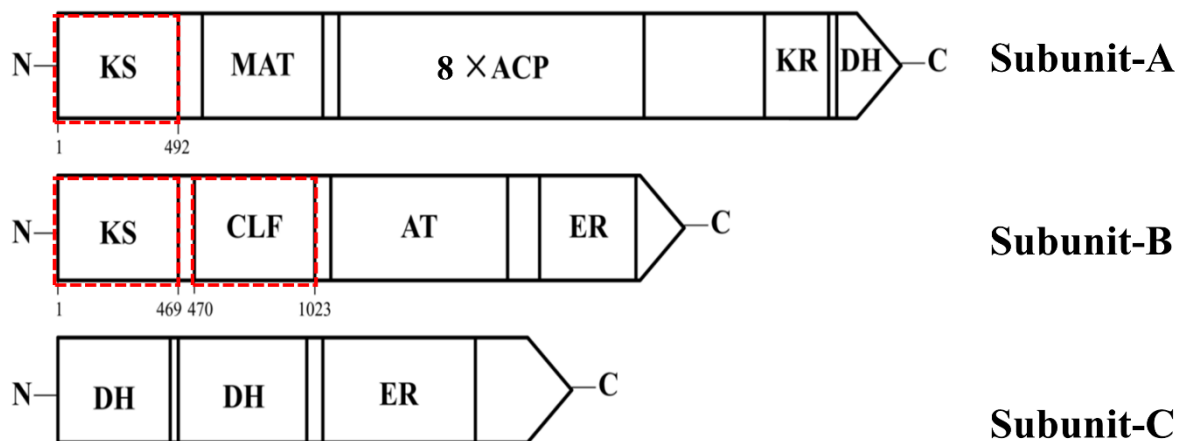 N KS MAT 8 ×ACP KR DH C Subunit-A
1 492
N KS CLF AT ER C Subunit-B
1 469 470 1023
N DH DH ER C Subunit-C